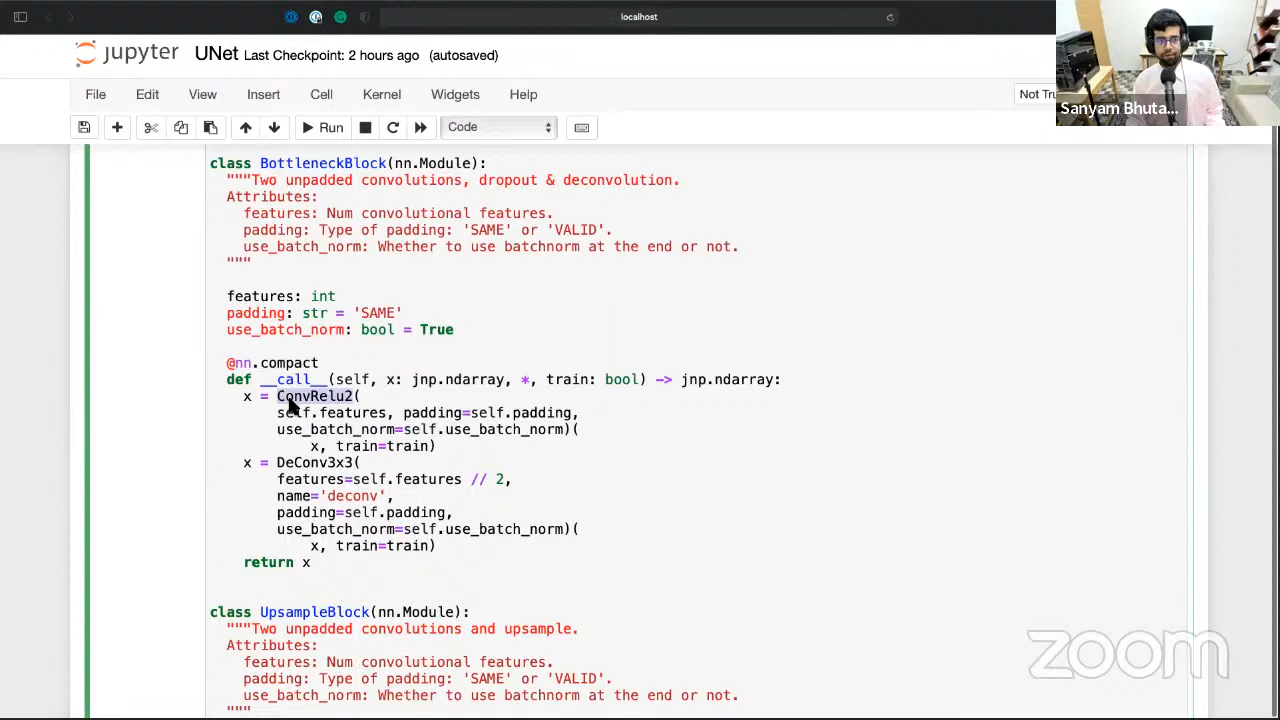 localhost
jupyter UNet Last Checkpoint: 2 hours ago (autosaved)
File Edit View Insert Cell Kernel Widgets Help
Not Tru
Sanyam Bhuta...
Run
Code
class BottleneckBlock(nn.Module):
"""Two unpadded convolutions, dropout & deconvolution.
Attributes:
features: Num convolutional features.
padding: Type of padding: 'SAME' or 'VALID'.
use_batch_norm: Whether to use batchnorm at the end or not.
"""
features: int
padding: str = 'SAME'
use_batch_norm: bool = True
@nn.compact
def __call__(self, x: jnp.ndarray, *, train: bool) -> jnp.ndarray:
x = ConvRelu2(
self.features, padding=self.padding,
use_batch_norm=self.use_batch_norm)(
x, train=train)
x = DeConv3x3(
features=self.features // 2,
name='deconv',
padding=self.padding,
use_batch_norm=self.use_batch_norm)(
x, train=train)
return x
class UpsampleBlock(nn.Module):
"""Two unpadded convolutions and upsample.
Attributes:
features: Num convolutional features.
padding: Type of padding: 'SAME' or 'VALID'.
use_batch_norm: Whether to use batchnorm at the end or not.
"""
zoom